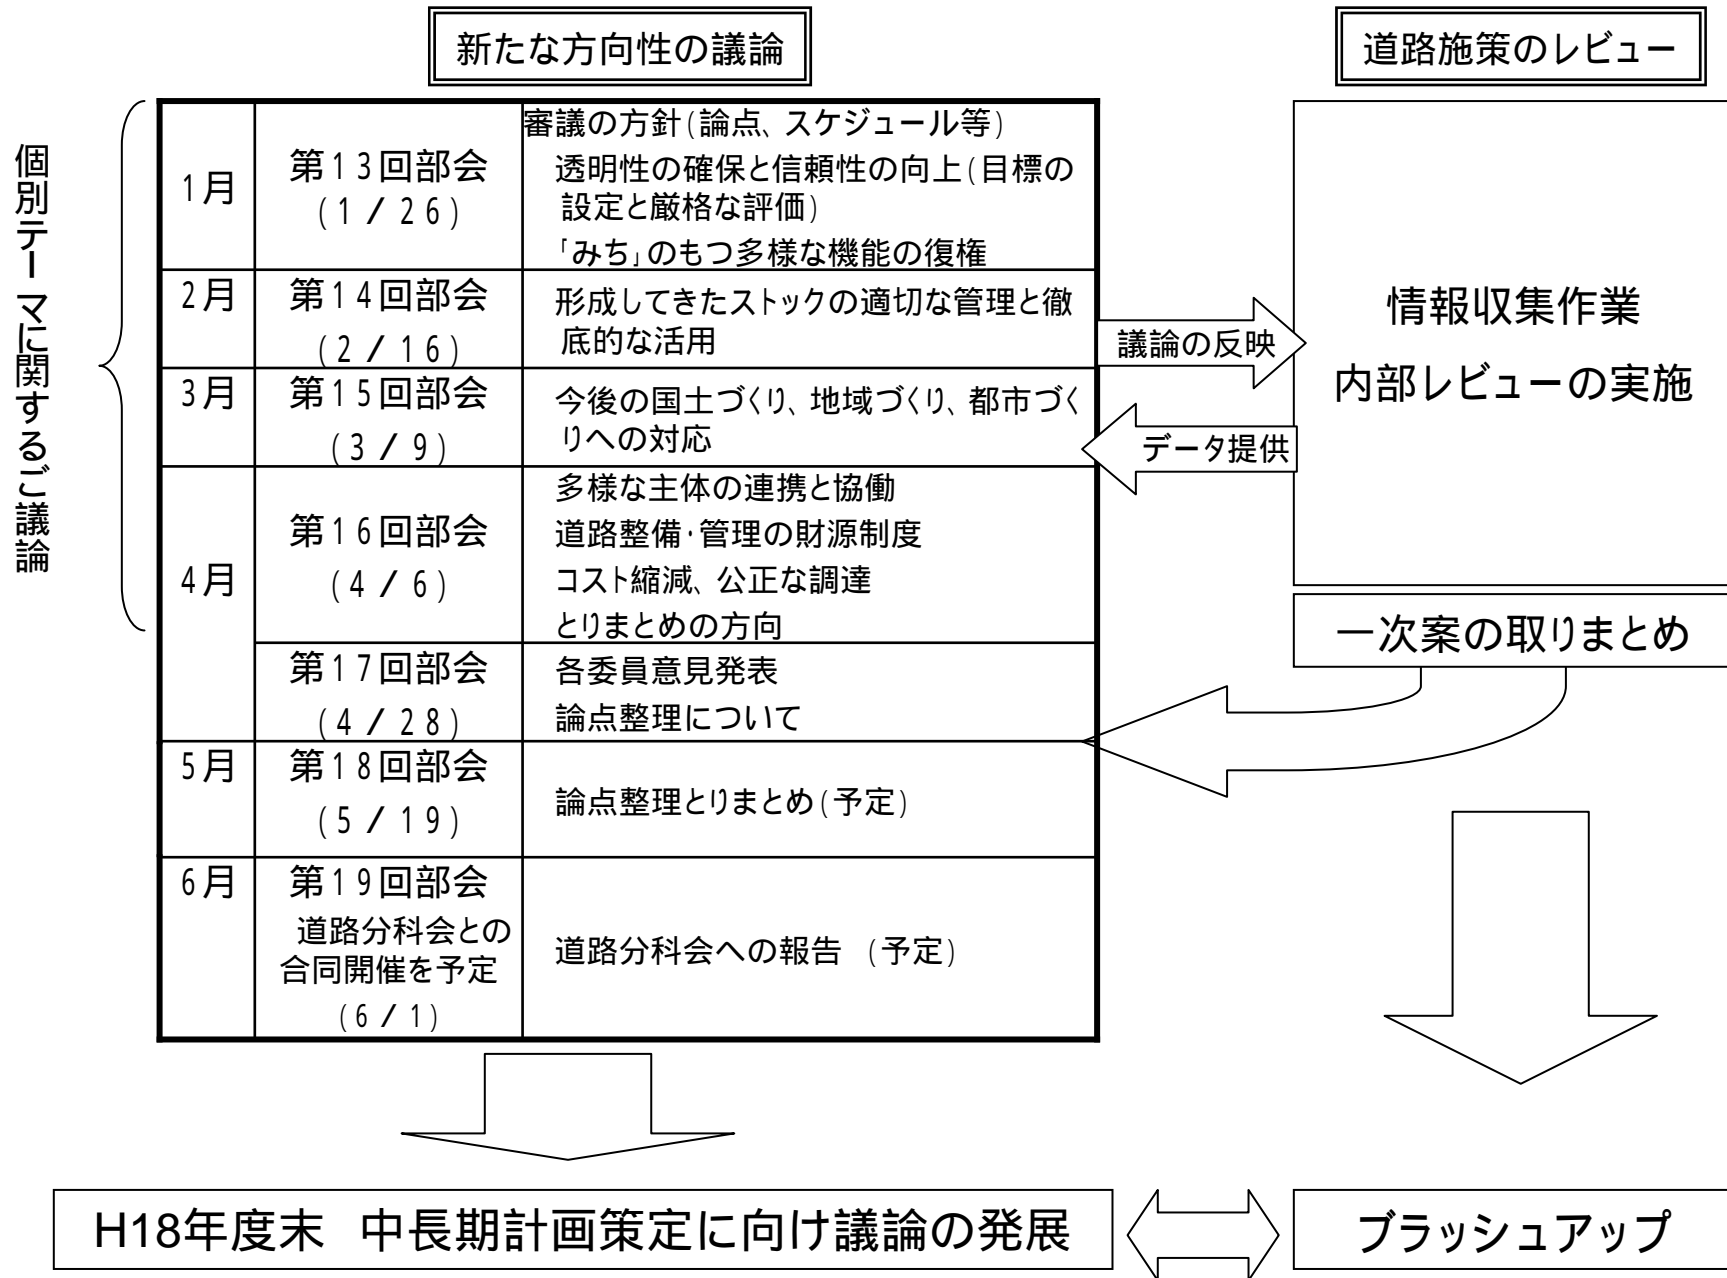 新たな方向性の議論
道路施策のレビュー
個別テーマに関するご議論
1月
第13回部会
(1/26)
審議の方針(論点、スケジュール等)
透明性の確保と信頼性の向上(目標の
設定と厳格な評価)
「みち」のもつ多様な機能の復権
2月
第14回部会
(2/16)
形成してきたストックの適切な管理と徹
底的な活用
3月
第15回部会
(3/9)
今後の国土づくり、地域づくり、都市づく
りへの対応
4月
第16回部会
(4/6)
多様な主体の連携と協働
道路整備・管理の財源制度
コスト縮減、公正な調達
とりまとめの方向
第17回部会
(4/28)
各委員意見発表
論点整理について
5月
第18回部会
(5/19)
論点整理とりまとめ(予定)
6月
第19回部会
道路分科会との
合同開催を予定
(6/1)
道路分科会への報告 (予定)
議論の反映
データ提供
情報収集作業
内部レビューの実施
一次案の取りまとめ
H18年度末 中長期計画策定に向け議論の発展
ブラッシュアップ